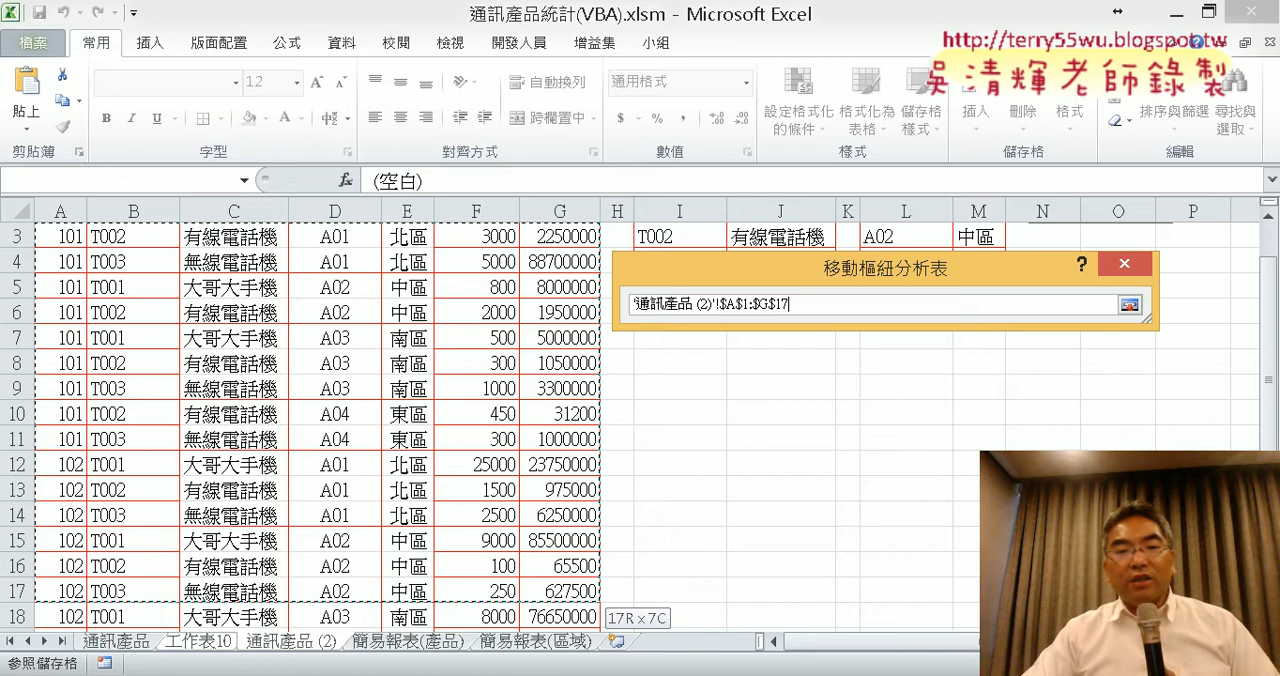 通訊產品統計(VBA).xlsm - Microsoft Excel
檔案 常用 插入 版面配置 公式 資料 校閱 檢視 開發人員 增益集 小組
http://terry55wu.blogspot.tw
吳清輝老師錄製
貼上
12
自動換列
跨欄置中
通用格式
設定格式化的條件
格式化為表格
儲存格樣式
插入 刪除 格式
排序與篩選 尋找與選取
剪貼簿 字型 對齊方式 數值 樣式 儲存格 編輯
fx (空白)
A B C D E F G H I J K L M N O P
3 101 T002 有線電話機 A01 北區 3000 2250000 T002 有線電話機 A02 中區
4 101 T003 無線電話機 A01 北區 5000 88700000
5 101 T001 大哥大手機 A02 中區 800 8000000
6 101 T002 有線電話機 A02 中區 2000 1950000
7 101 T001 大哥大手機 A03 南區 500 5000000
8 101 T002 有線電話機 A03 南區 300 1050000
9 101 T003 無線電話機 A03 南區 1000 3300000
10 101 T002 有線電話機 A04 東區 450 31200
11 101 T003 無線電話機 A04 東區 300 1000000
12 102 T001 大哥大手機 A01 北區 25000 23750000
13 102 T002 有線電話機 A01 北區 1500 975000
14 102 T003 無線電話機 A01 北區 2500 6250000
15 102 T001 大哥大手機 A02 中區 9000 85500000
16 102 T002 有線電話機 A02 中區 100 65500
17 102 T003 無線電話機 A02 中區 250 627500
18 102 T001 大哥大手機 A03 南區 8000 76650000
移動樞紐分析表
'通訊產品 (2)'!$A$1:$G$17
17R x 7C
通訊產品 工作表10 通訊產品 (2) 簡易報表(產品) 簡易報表(區域)
參照儲存格